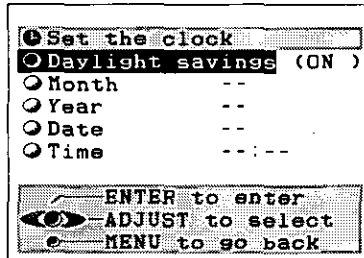 Set the clock
Daylight savings (ON )
Month --
Year --
Date --
Time --:--
ENTER to enter
ADJUST to select
MENU to go back